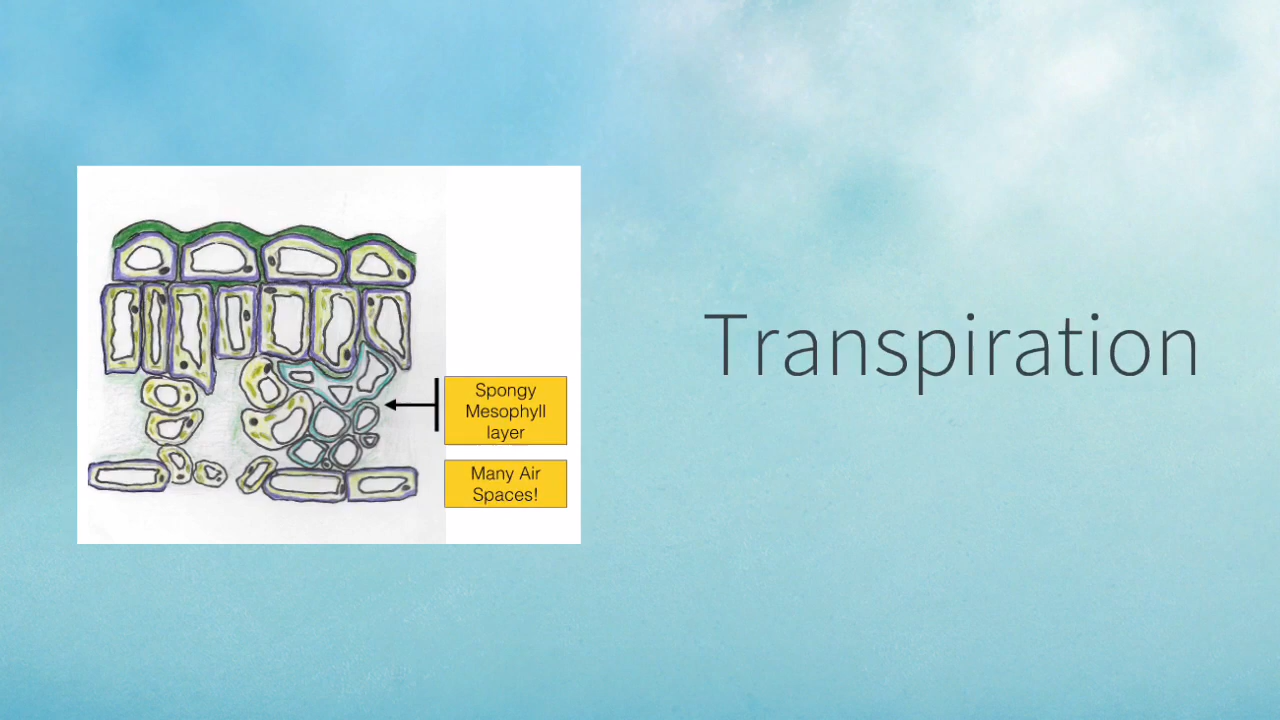 Transpiration
Spongy
Mesophyll
layer
Many Air
Spaces!